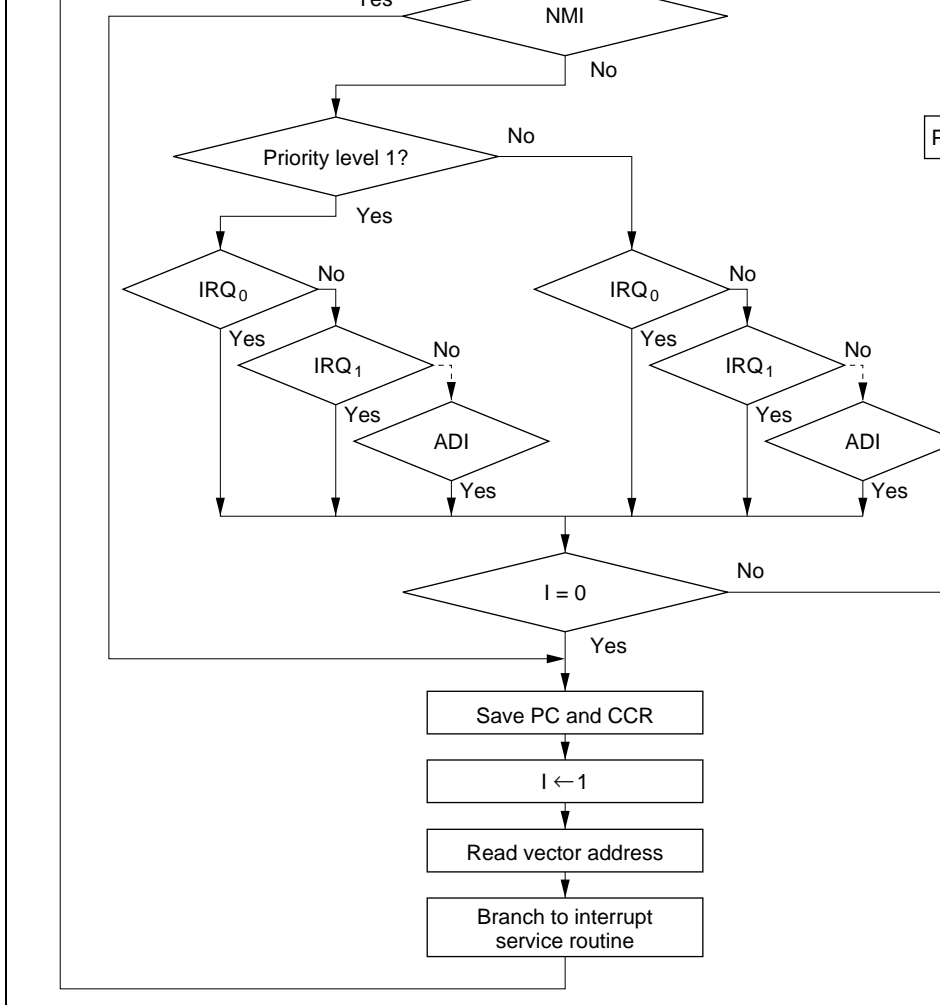 Yes
NMI
No
Priority level 1?
No
P
Yes
IRQ0
No
IRQ0
No
Yes
IRQ1
No
Yes
IRQ1
No
Yes
ADI
Yes
ADI
Yes
Yes
I = 0
No
Yes
Save PC and CCR
I ← 1
Read vector address
Branch to interrupt
service routine